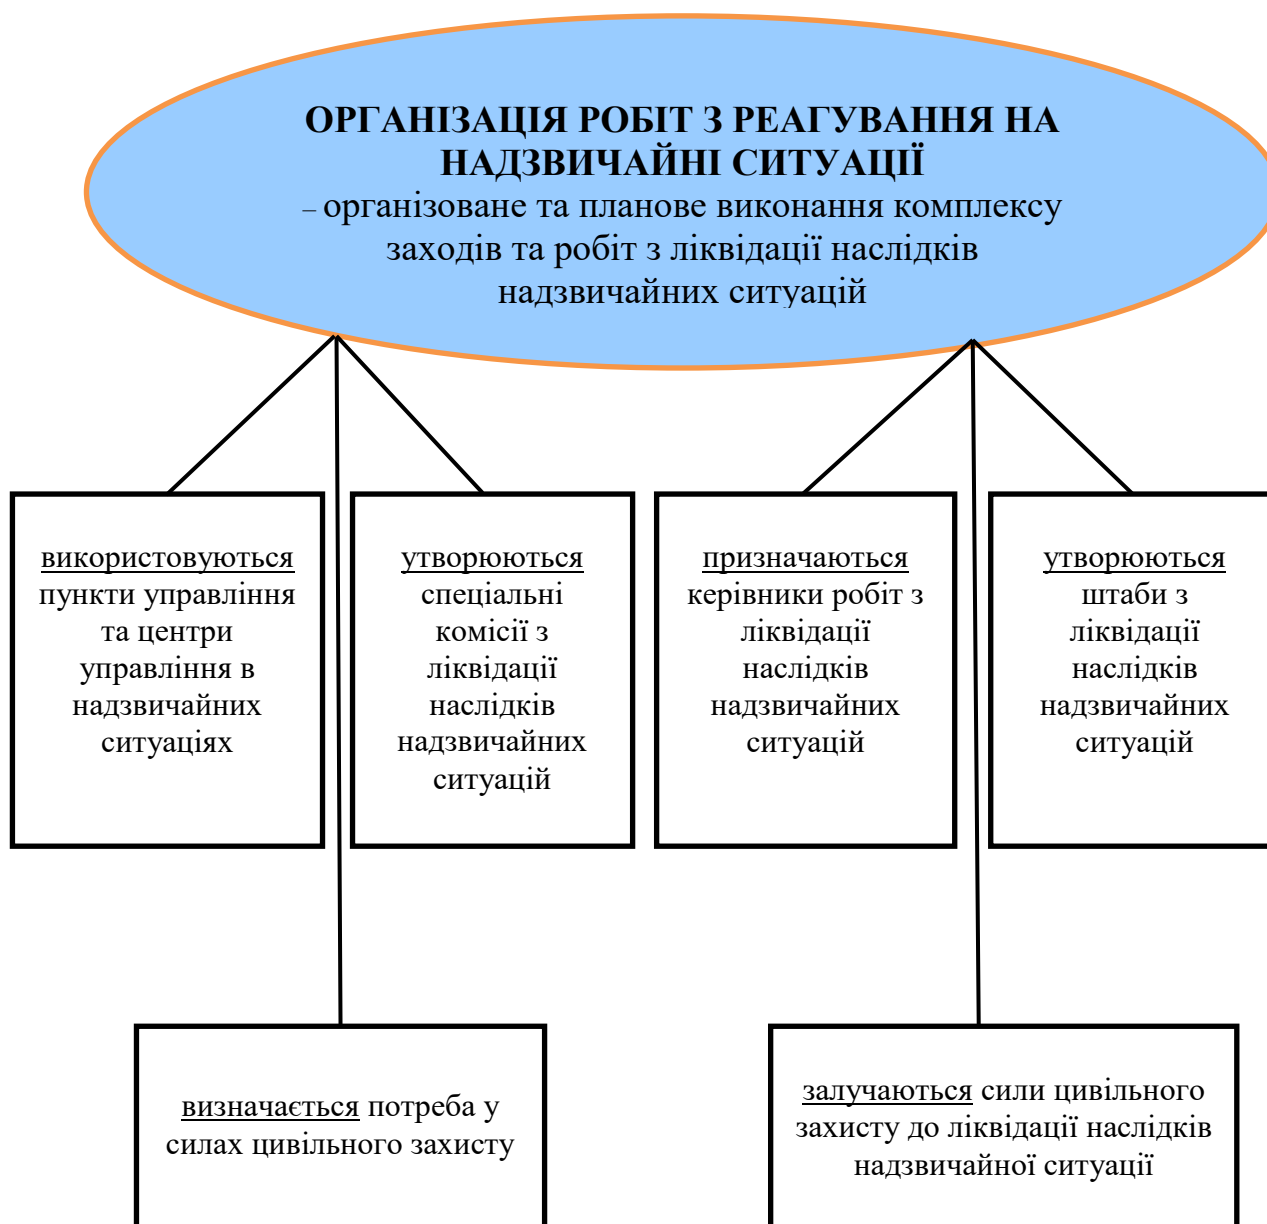 ОРГАНІЗАЦІЯ РОБІТ З РЕАГУВАННЯ НА
НАДЗВИЧАЙНІ СИТУАЦІЇ
– організоване та планове виконання комплексу
заходів та робіт з ліквідації наслідків
надзвичайних ситуацій
використовуються
пункти управління
та центри
управління в
надзвичайних
ситуаціях
утворюються
спеціальні
комісії з
ліквідації
наслідків
надзвичайних
ситуацій
призначаються
керівники робіт з
ліквідації
наслідків
надзвичайних
ситуацій
утворюються
штаби з
ліквідації
наслідків
надзвичайних
ситуацій
визначається потреба у
силах цивільного захисту
залучаються сили цивільного
захисту до ліквідації наслідків
надзвичайної ситуації